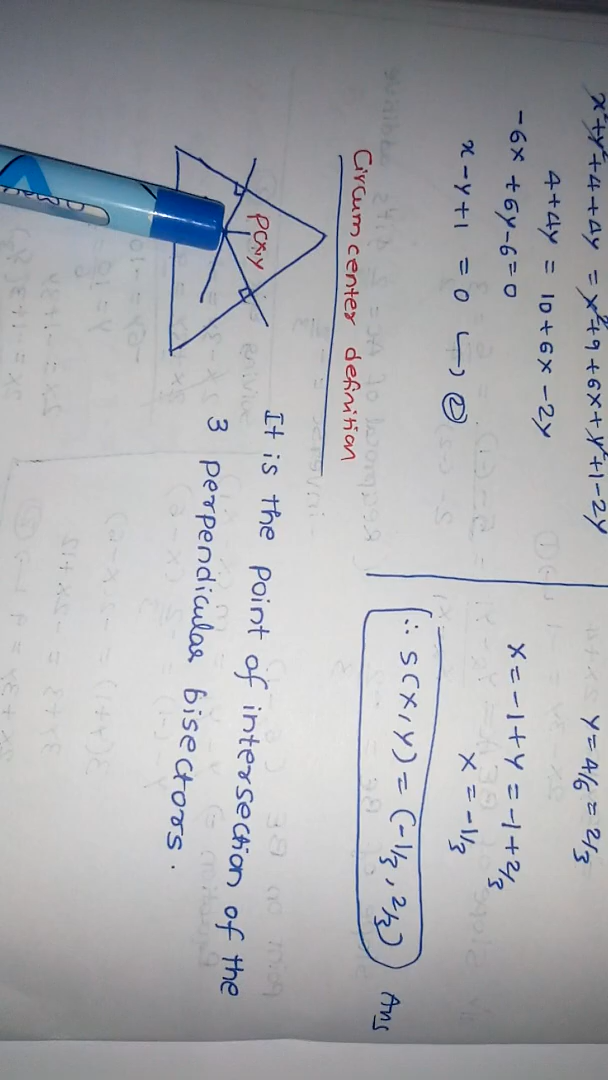 x²+y²+4+4y = x²+9+6x+y²+1-2y
4+4y = 10+6x-2y
-6x+6y-6=0
x-y+1 = 0 ↳ ②
y=4/6=2/3
x=-1+y=-1+2/3
x=-1/3
∴ S(x,y) = (-1/3, 2/3) Ans
Circum center definition
P(x,y
It is the point of intersection of the
3 perpendicular bisectors.